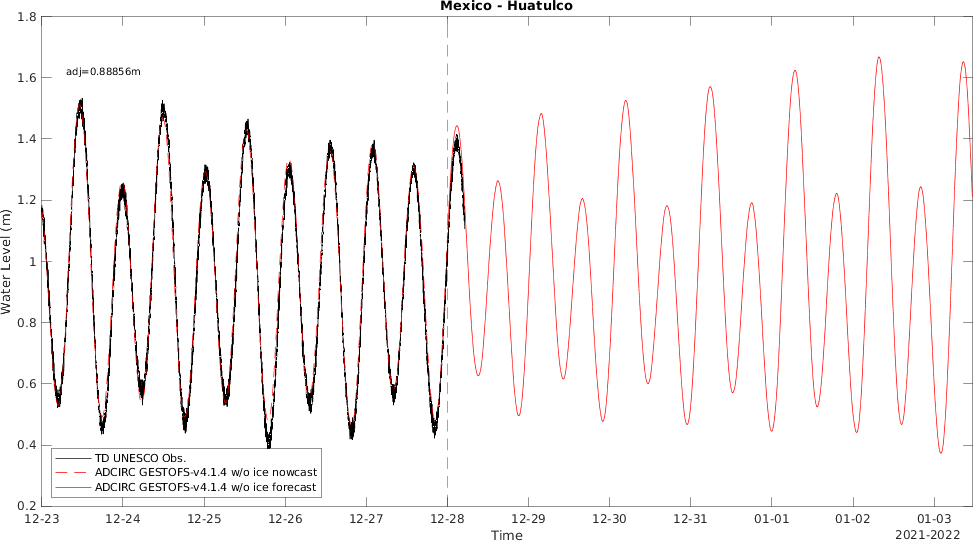 Mexico - Huatulco
1.8
1.6
1.4
1.2
1
0.8
0.6
0.4
0.2
Water Level (m)
adj=0.88856m
TD UNESCO Obs.
ADCIRC GESTOFS-v4.1.4 w/o ice nowcast
ADCIRC GESTOFS-v4.1.4 w/o ice forecast
12-23 12-24 12-25 12-26 12-27 12-28 12-29 12-30 12-31 01-01 01-02 01-03
Time
2021-2022